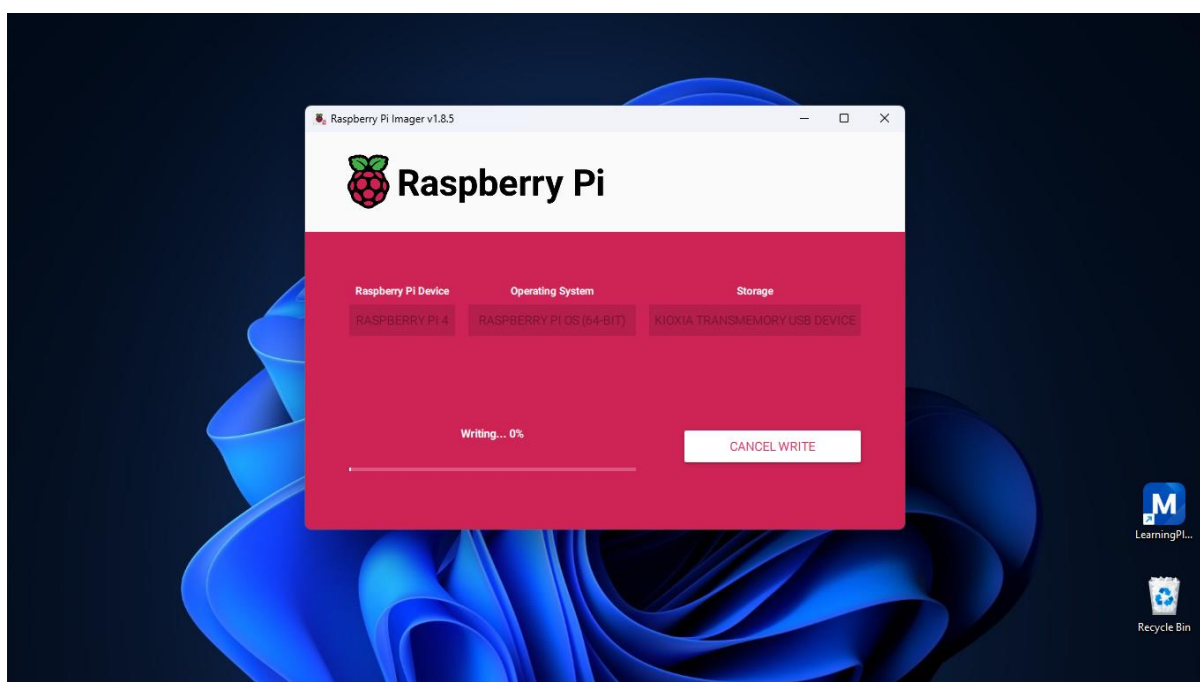 Raspberry Pi Imager v1.8.5
Raspberry Pi
Raspberry Pi Device
Operating System
Storage
RASPBERRY PI 4
RASPBERRY PI OS (64-BIT)
KIOXIA TRANSMEMORY USB DEVICE
Writing... 0%
CANCEL WRITE
M
LearningPl...
Recycle Bin